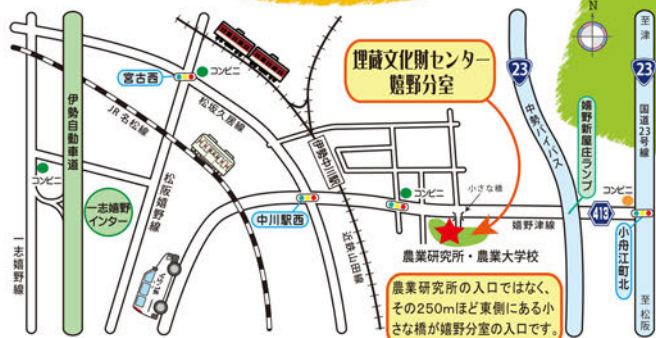 埋蔵文化財センター
嬉野分室
N
至 津
23
23
国道23号線
至 松阪
中勢バイパス
嬉野新屋庄ランプ
コンビニ
413
小舟江町北
嬉野津線
小さな橋
コンビニ
農業研究所・農業大学校
農業研究所の入口ではなく、
その250mほど東側にある小
さな橋が嬉野分室の入口です。
宮古西
コンビニ
松阪久居線
伊勢中川駅
中川駅西
近鉄山田線
JR名松線
松阪嬉野線
伊勢自動車道
コンビニ
一志嬉野
インター
一志嬉野線